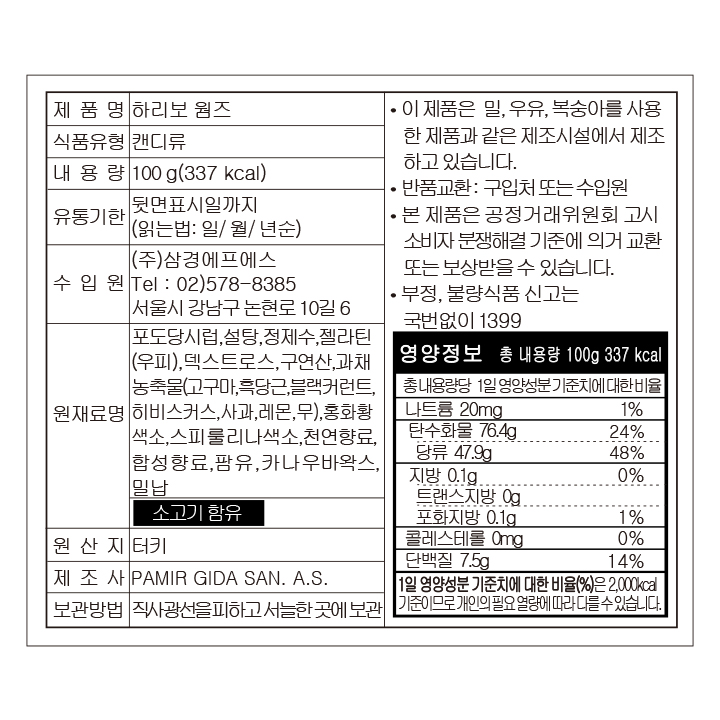 제 품 명 하리보 웜즈
식품유형 캔디류
내 용 량 100 g(337 kcal)
유통기한 뒷면표시일까지
(읽는법: 일/ 월/ 년순)
수 입 원 (주)삼경에프에스
Tel : 02)578-8385
서울시 강남구 논현로 10길 6
원재료명 포도당시럽,설탕,정제수,젤라틴
(우피),덱스트로스,구연산,과채
농축물(고구마,흑당근,블랙커런트,
히비스커스,사과,레몬,무),홍화황
색소,스피룰리나색소,천연향료,
합성향료,팜유,카나우바왁스,
밀납
소고기 함유
원 산 지 터키
제 조 사 PAMIR GIDA SAN. A.S.
보관방법 직사광선을피하고 서늘한 곳에 보관
• 이 제품은 밀, 우유, 복숭아를 사용
한 제품과 같은 제조시설에서 제조
하고 있습니다.
• 반품교환 : 구입처 또는 수입원
• 본 제품은 공정거래위원회 고시
소비자 분쟁해결 기준에 의거 교환
또는 보상받을 수 있습니다.
• 부정, 불량식품 신고는
국번없이 1399
영양정보 총 내용량 100g 337 kcal
총 내용량당 1일 영양성분 기준치에 대한 비율
나트륨 20mg 1%
탄수화물 76.4g 24%
당류 47.9g 48%
지방 0.1g 0%
트랜스지방 0g
포화지방 0.1g 1%
콜레스테롤 0mg 0%
단백질 7.5g 14%
1일 영양성분 기준치에 대한 비율(%)은 2,000kcal
기준이므로 개인의 필요 열량에 따라 다를 수 있습니다.